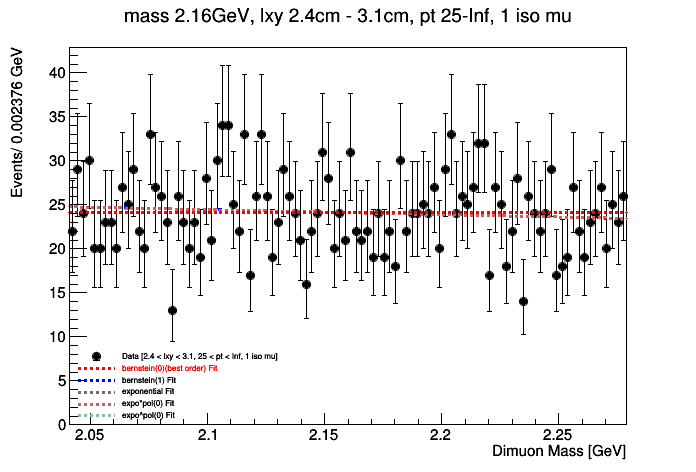 mass 2.16GeV, lxy 2.4cm - 3.1cm, pt 25-Inf, 1 iso mu
Events/ 0.002376 GeV
40
35
30
25
20
15
10
5
0
Data [2.4 < lxy < 3.1, 25 < pt < Inf, 1 iso mu]
bernstein(0)(best order) Fit
bernstein(1) Fit
exponential Fit
expo*pol(0) Fit
expo^pol(0) Fit
2.05 2.1 2.15 2.2 2.25
Dimuon Mass [GeV]